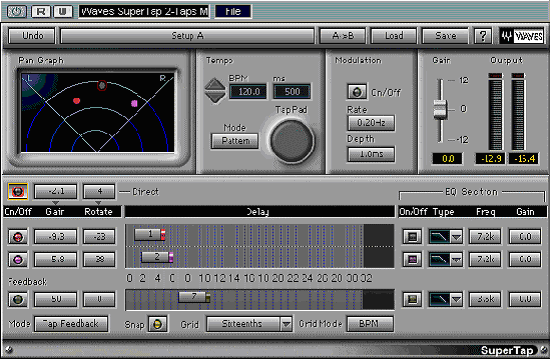 R U Waves SuperTap 2-Taps M File
Undo Setup A A->B Load Save ? WAVES
Pan Graph Tempo Modulation Gain Output
L R BPM ms On/Off 12 12
120.0 500 Rate 0
TapPad 0.20Hz
Mode Depth
Pattern 1.0ms -12
0.0 -12.9 -15.4
-2.1 4 Direct EQ Section
On/Off Gain Rotate Delay On/Off Type Freq Gain
-9.3 -23 1 7.2k 0.0
-5.8 38 2 7.2k 0.0
0 2 4 6 8 10 12 14 16 18 20 22 24 26 28 30 32
Feedback
50 0 7 3.6k 0.0
Mode Tap Feedback Snap Grid Sixteenths Grid Mode BPM
SuperTap